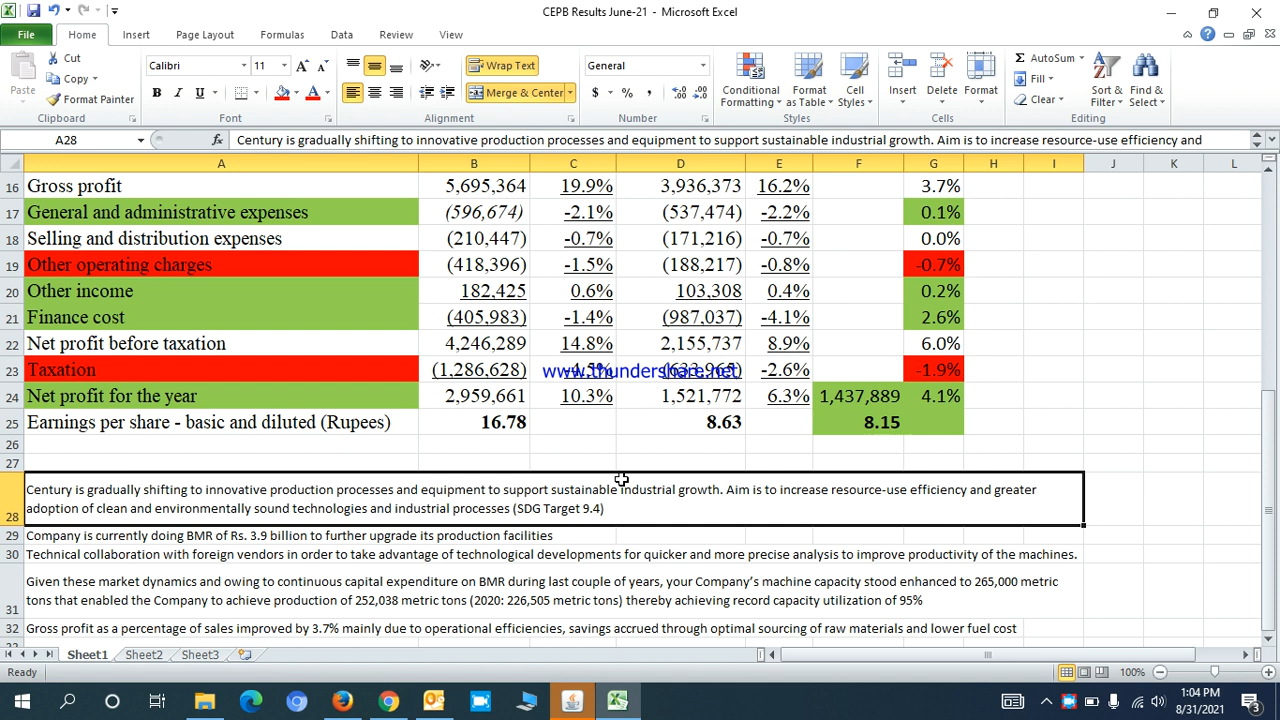 CEPB Results June-21 - Microsoft Excel
File Home Insert Page Layout Formulas Data Review View
Cut
Copy
Format Painter
Paste
Clipboard
Calibri 11
Font
Wrap Text
Merge & Center
Alignment
General
Number
Conditional Formatting
Format as Table
Cell Styles
Styles
Insert Delete Format
Cells
AutoSum
Fill
Clear
Sort & Filter
Find & Select
Editing
A28 fx Century is gradually shifting to innovative production processes and equipment to support sustainable industrial growth. Aim is to increase resource-use efficiency and
A B C D E F G H I J K L
16 Gross profit 5,695,364 19.9% 3,936,373 16.2% 3.7%
17 General and administrative expenses (596,674) -2.1% (537,474) -2.2% 0.1%
18 Selling and distribution expenses (210,447) -0.7% (171,216) -0.7% 0.0%
19 Other operating charges (418,396) -1.5% (188,217) -0.8% -0.7%
20 Other income 182,425 0.6% 103,308 0.4% 0.2%
21 Finance cost (405,983) -1.4% (987,037) -4.1% 2.6%
22 Net profit before taxation 4,246,289 14.8% 2,155,737 8.9% 6.0%
23 Taxation (1,286,628) -2.6% -1.9%
www.thundershare.net
24 Net profit for the year 2,959,661 10.3% 1,521,772 6.3% 1,437,889 4.1%
25 Earnings per share - basic and diluted (Rupees) 16.78 8.63 8.15
26
27
28 Century is gradually shifting to innovative production processes and equipment to support sustainable industrial growth. Aim is to increase resource-use efficiency and greater
adoption of clean and environmentally sound technologies and industrial processes (SDG Target 9.4)
29 Company is currently doing BMR of Rs. 3.9 billion to further upgrade its production facilities
30 Technical collaboration with foreign vendors in order to take advantage of technological developments for quicker and more precise analysis to improve productivity of the machines.
31 Given these market dynamics and owing to continuous capital expenditure on BMR during last couple of years, your Company's machine capacity stood enhanced to 265,000 metric
tons that enabled the Company to achieve production of 252,038 metric tons (2020: 226,505 metric tons) thereby achieving record capacity utilization of 95%
32 Gross profit as a percentage of sales improved by 3.7% mainly due to operational efficiencies, savings accrued through optimal sourcing of raw materials and lower fuel cost
Sheet1 Sheet2 Sheet3
Ready 100%
1:04 PM
8/31/2021
3